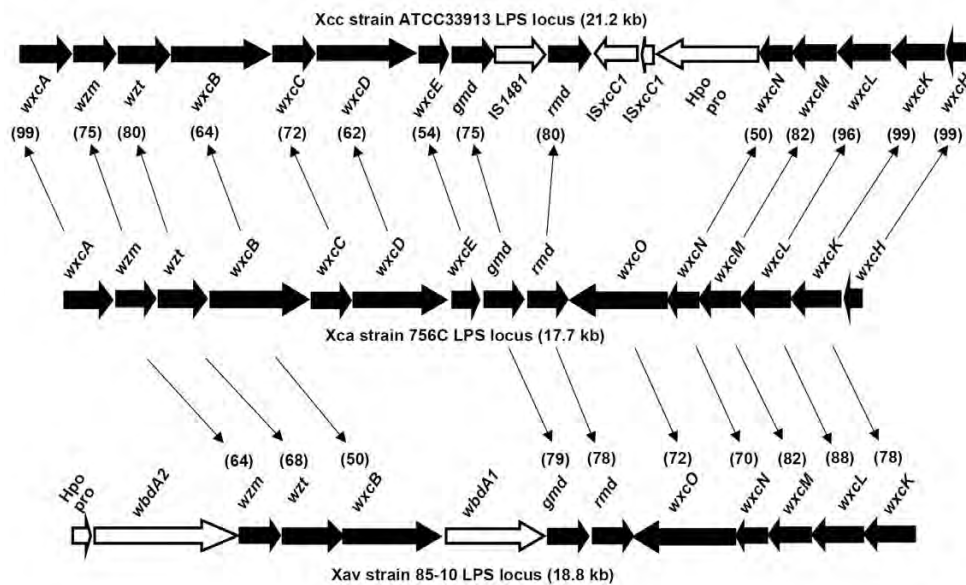 Xcc strain ATCC33913 LPS locus (21.2 kb)
wxcA wzm wzt wxcB wxcC wxcD wxcE gmd IS1481 rmd ISxcC1 ISxcC1 Hpo pro wxcN wxcM wxcL wxcK wxcH
(99) (75) (80) (64) (72) (62) (54) (75) (80) (50) (82) (96) (99) (99)
wxcA wzm wzt wxcB wxcC wxcD wxcE gmd rmd wxcO wxcN wxcM wxcL wxcK wxcH
Xca strain 756C LPS locus (17.7 kb)
(64) (68) (50) (79) (78) (72) (70) (82) (88) (78)
Hpo pro wbdA2 wzm wzt wxcB wbdA1 gmd rmd wxcO wxcN wxcM wxcL wxcK
Xav strain 85-10 LPS locus (18.8 kb)